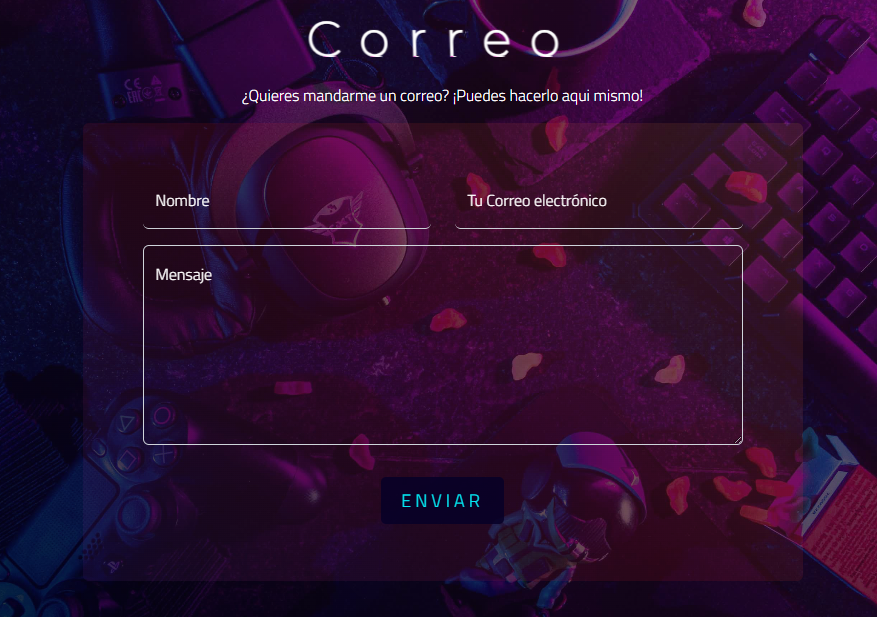 Correo
¿Quieres mandarme un correo? ¡Puedes hacerlo aqui mismo!
Nombre
Tu Correo electrónico
Mensaje
ENVIAR